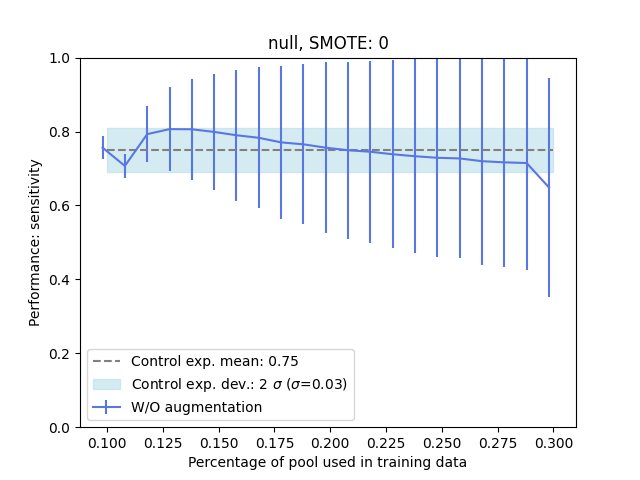 null, SMOTE: 0
1.0
0.8
0.6
0.4
0.2
0.0
Performance: sensitivity
Control exp. mean: 0.75
Control exp. dev.: 2 σ (σ=0.03)
W/O augmentation
0.100 0.125 0.150 0.175 0.200 0.225 0.250 0.275 0.300
Percentage of pool used in training data